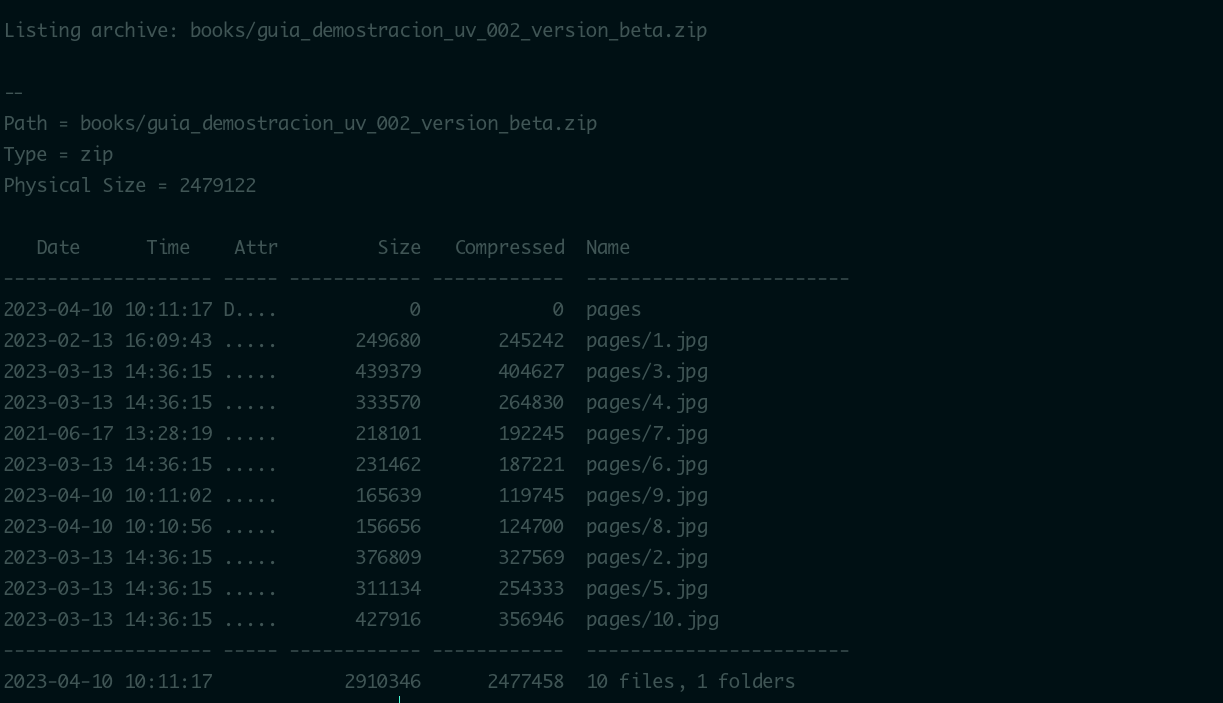 Listing archive: books/guia_demostracion_uv_002_version_beta.zip
--
Path = books/guia_demostracion_uv_002_version_beta.zip
Type = zip
Physical Size = 2479122
   Date      Time    Attr         Size   Compressed  Name
------------------- ----- ------------ ------------  ------------------------
2023-04-10 10:11:17 D....            0            0  pages
2023-02-13 16:09:43 .....       249680       245242  pages/1.jpg
2023-03-13 14:36:15 .....       439379       404627  pages/3.jpg
2023-03-13 14:36:15 .....       333570       264830  pages/4.jpg
2021-06-17 13:28:19 .....       218101       192245  pages/7.jpg
2023-03-13 14:36:15 .....       231462       187221  pages/6.jpg
2023-04-10 10:11:02 .....       165639       119745  pages/9.jpg
2023-04-10 10:10:56 .....       156656       124700  pages/8.jpg
2023-03-13 14:36:15 .....       376809       327569  pages/2.jpg
2023-03-13 14:36:15 .....       311134       254333  pages/5.jpg
2023-03-13 14:36:15 .....       427916       356946  pages/10.jpg
------------------- ----- ------------ ------------  ------------------------
2023-04-10 10:11:17            2910346      2477458  10 files, 1 folders